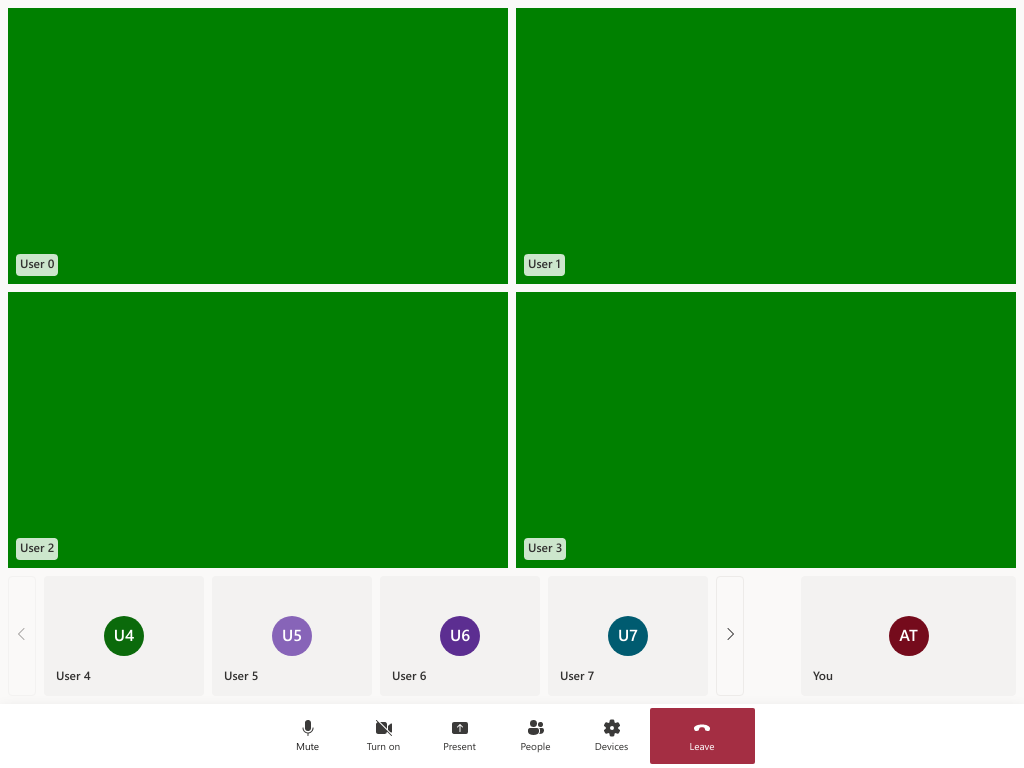 User 0
User 1
User 2
User 3
U4
U5
U6
U7
AT
User 4
User 5
User 6
User 7
You
Mute
Turn on
Present
People
Devices
Leave